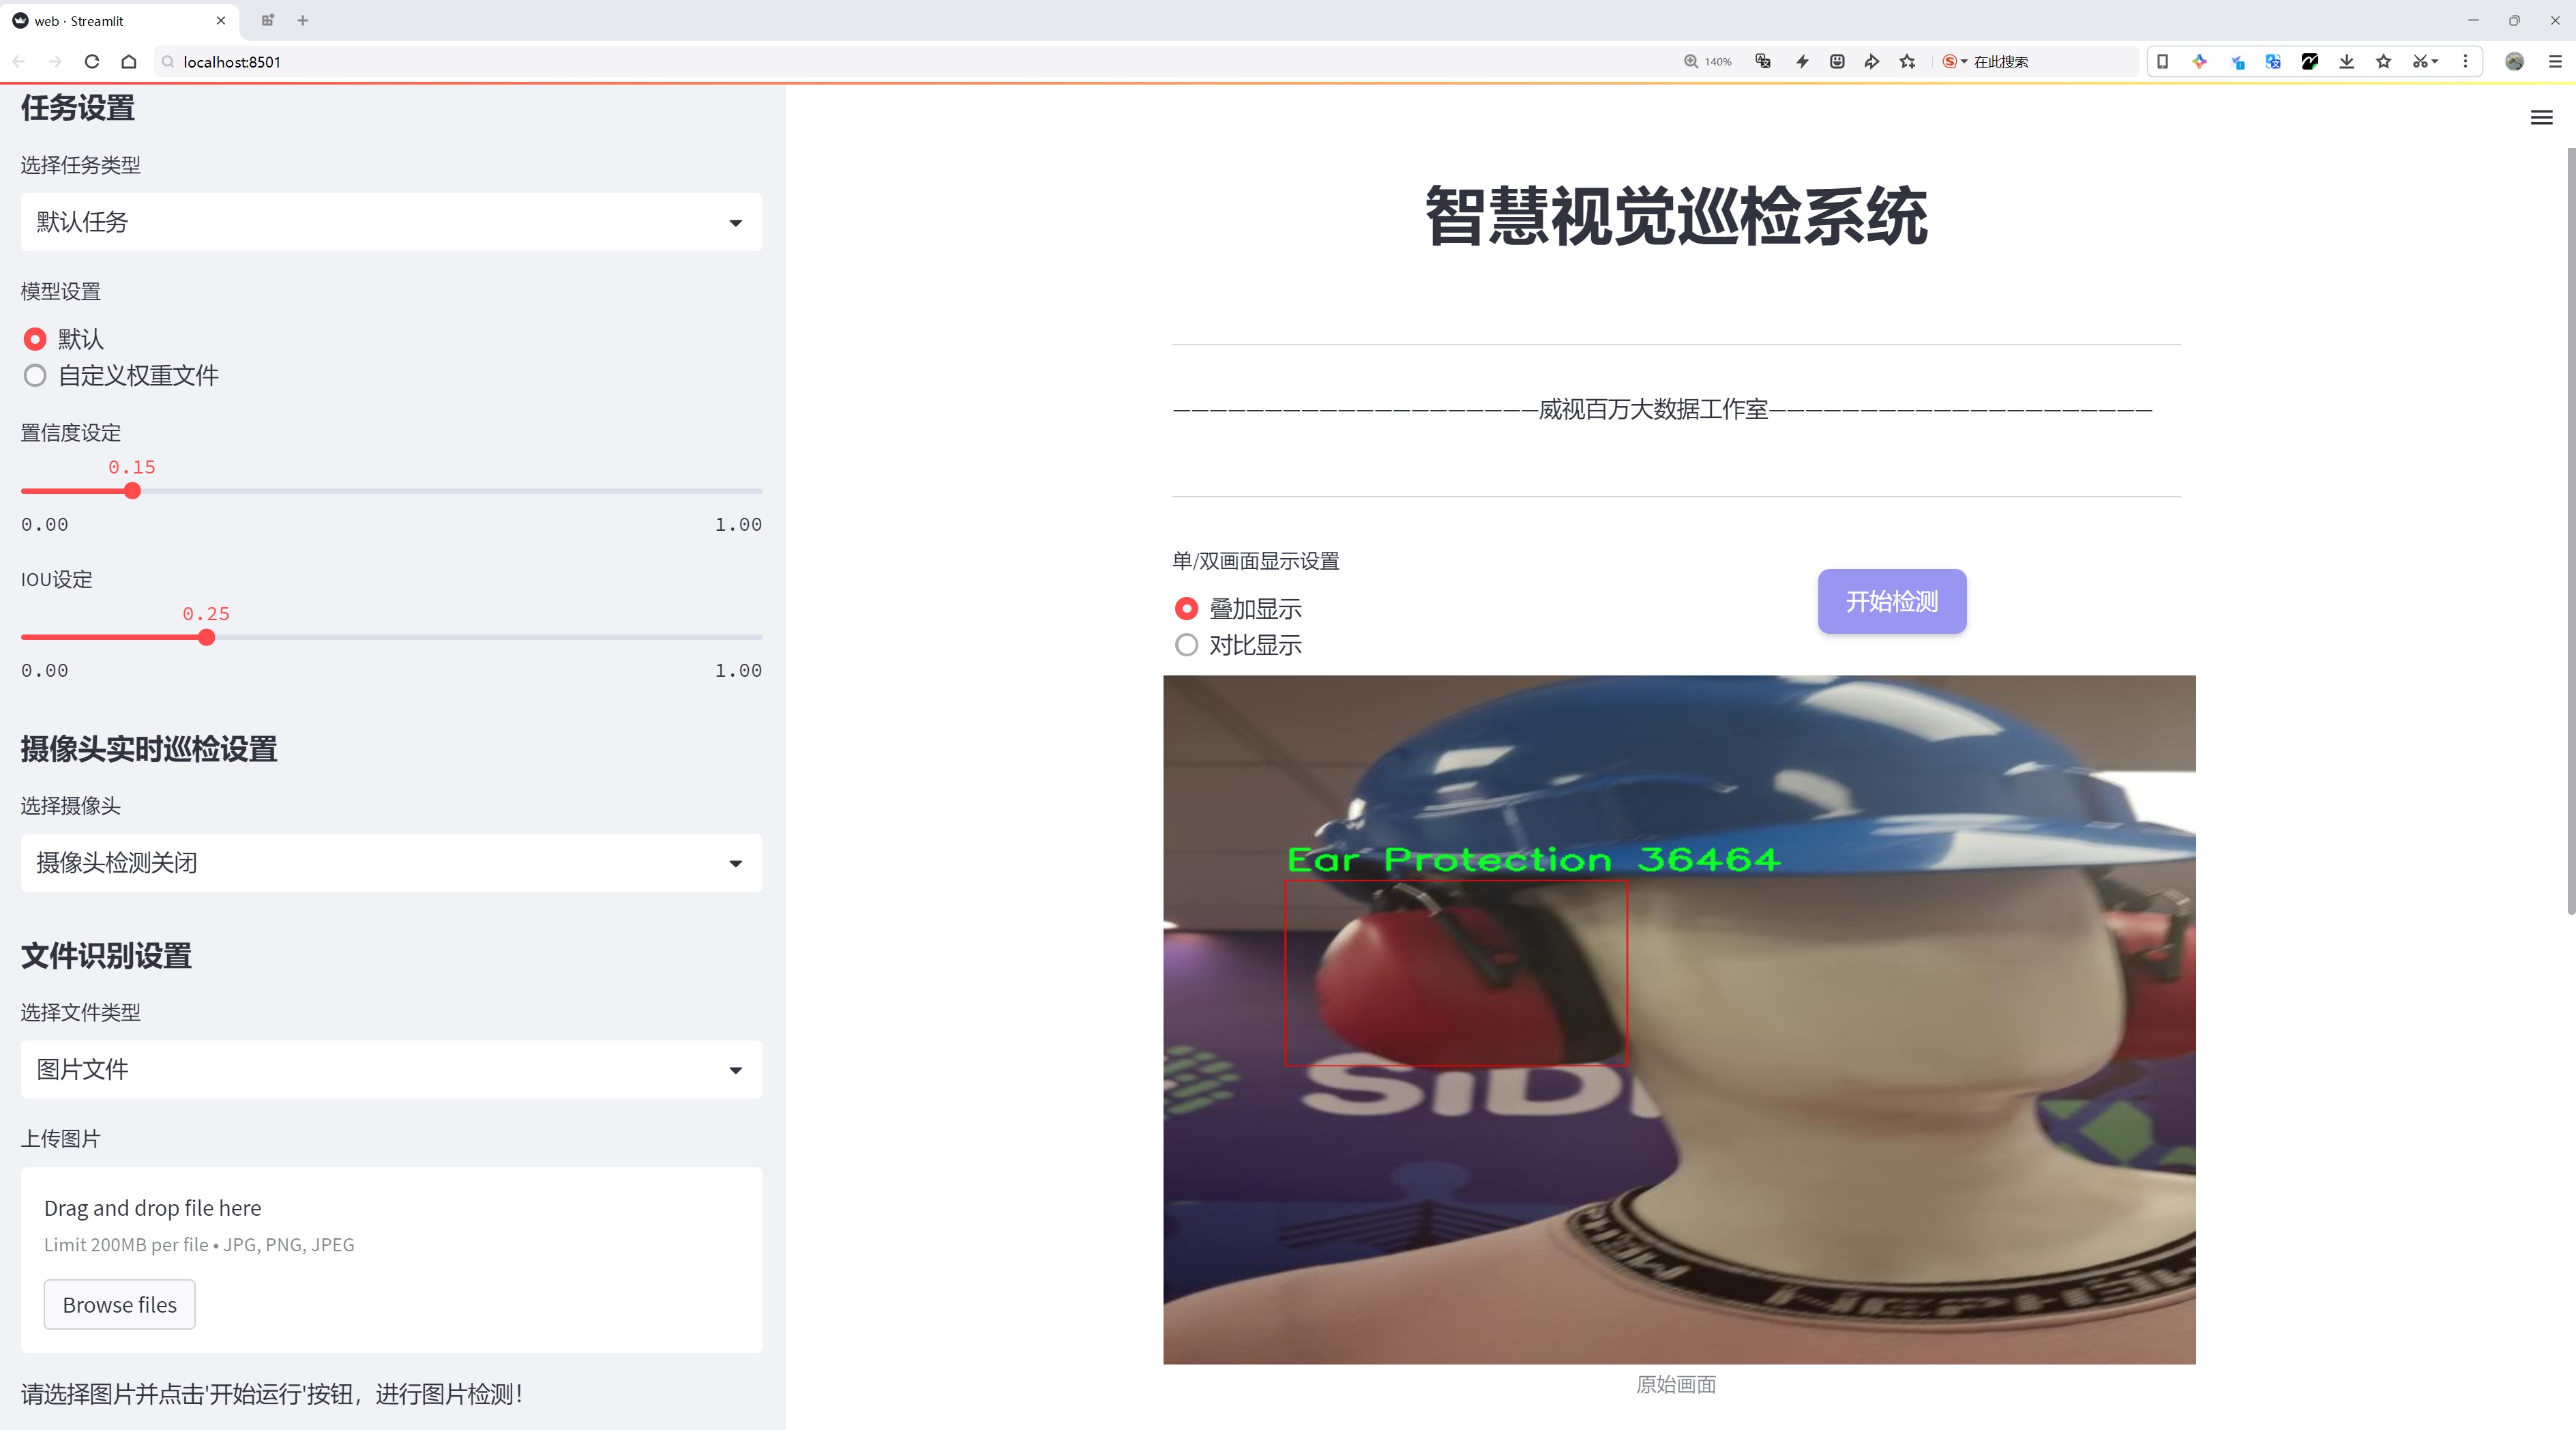 web · Streamlit
localhost:8501
140%
在此搜索
任务设置
选择任务类型
默认任务
模型设置
默认
自定义权重文件
置信度设定
0.15
0.00 1.00
IOU设定
0.25
0.00 1.00
摄像头实时巡检设置
选择摄像头
摄像头检测关闭
文件识别设置
选择文件类型
图片文件
上传图片
Drag and drop file here
Limit 200MB per file • JPG, PNG, JPEG
Browse files
请选择图片并点击'开始运行'按钮，进行图片检测！
智慧视觉巡检系统
————————————————————威视百万大数据工作室—————————————————————
单/双画面显示设置
叠加显示
对比显示
开始检测
Ear Protection 36464
SiDI
原始画面